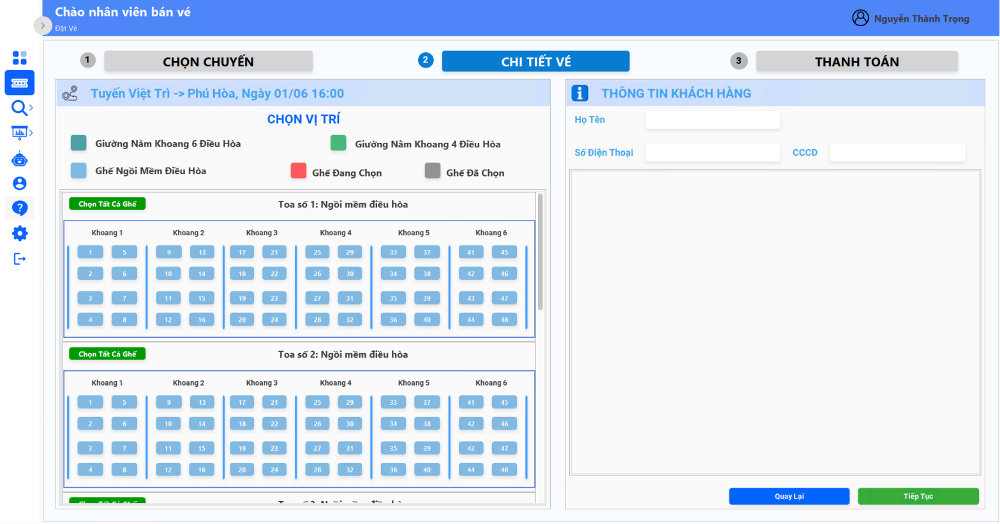 Chào nhân viên bán vé
Đặt Vé
Nguyễn Thành Trọng
1 CHỌN CHUYẾN
2 CHI TIẾT VÉ
3 THANH TOÁN
Tuyến Việt Trì -> Phú Hòa, Ngày 01/06 16:00
CHỌN VỊ TRÍ
Giường Nằm Khoang 6 Điều Hòa
Giường Nằm Khoang 4 Điều Hòa
Ghế Ngồi Mềm Điều Hòa
Ghế Đang Chọn
Ghế Đã Chọn
Chọn Tất Cả Ghế
Toa số 1: Ngồi mềm điều hòa
Khoang 1 Khoang 2 Khoang 3 Khoang 4 Khoang 5 Khoang 6
1 5 9 13 17 21 25 29 33 37 41 45
2 6 10 14 18 22 26 30 34 38 42 46
3 7 11 15 19 23 27 31 35 39 43 47
4 8 12 16 20 24 28 32 36 40 44 48
Chọn Tất Cả Ghế
Toa số 2: Ngồi mềm điều hòa
Khoang 1 Khoang 2 Khoang 3 Khoang 4 Khoang 5 Khoang 6
1 5 9 13 17 21 25 29 33 37 41 45
2 6 10 14 18 22 26 30 34 38 42 46
3 7 11 15 19 23 27 31 35 39 43 47
4 8 12 16 20 24 28 32 36 40 44 48
THÔNG TIN KHÁCH HÀNG
Họ Tên
Số Điện Thoại
CCCD
Quay Lại
Tiếp Tục